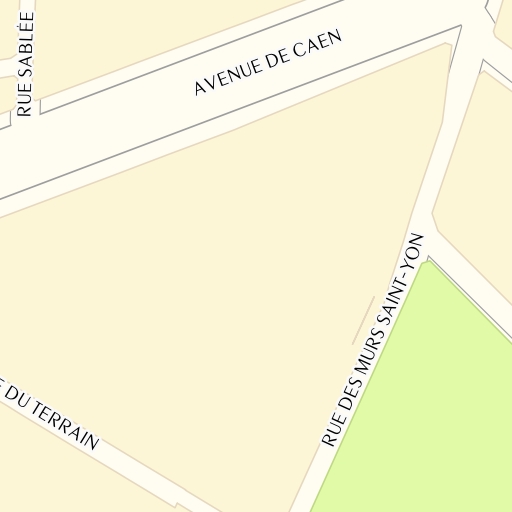 RUE SABLÉE
AVENUE DE CAEN
RUE DES MURS SAINT-YON
DU TERRAIN